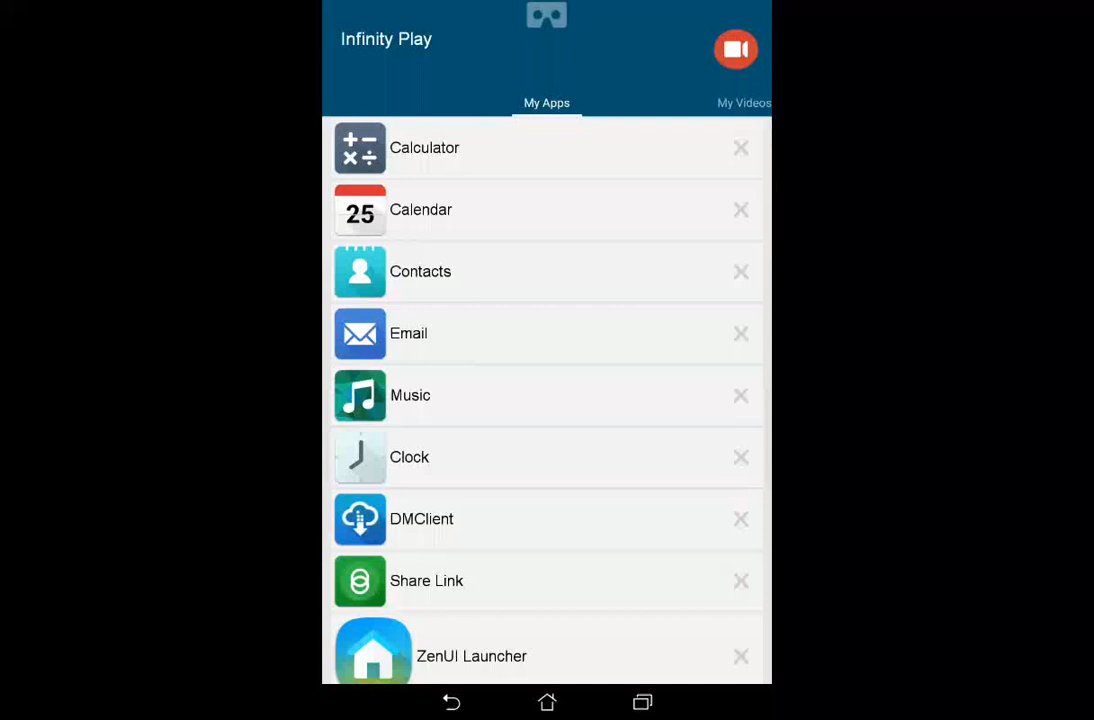 Infinity Play
My Apps
My Videos
Calculator
25
Calendar
Contacts
Email
Music
Clock
DMClient
Share Link
ZenUI Launcher